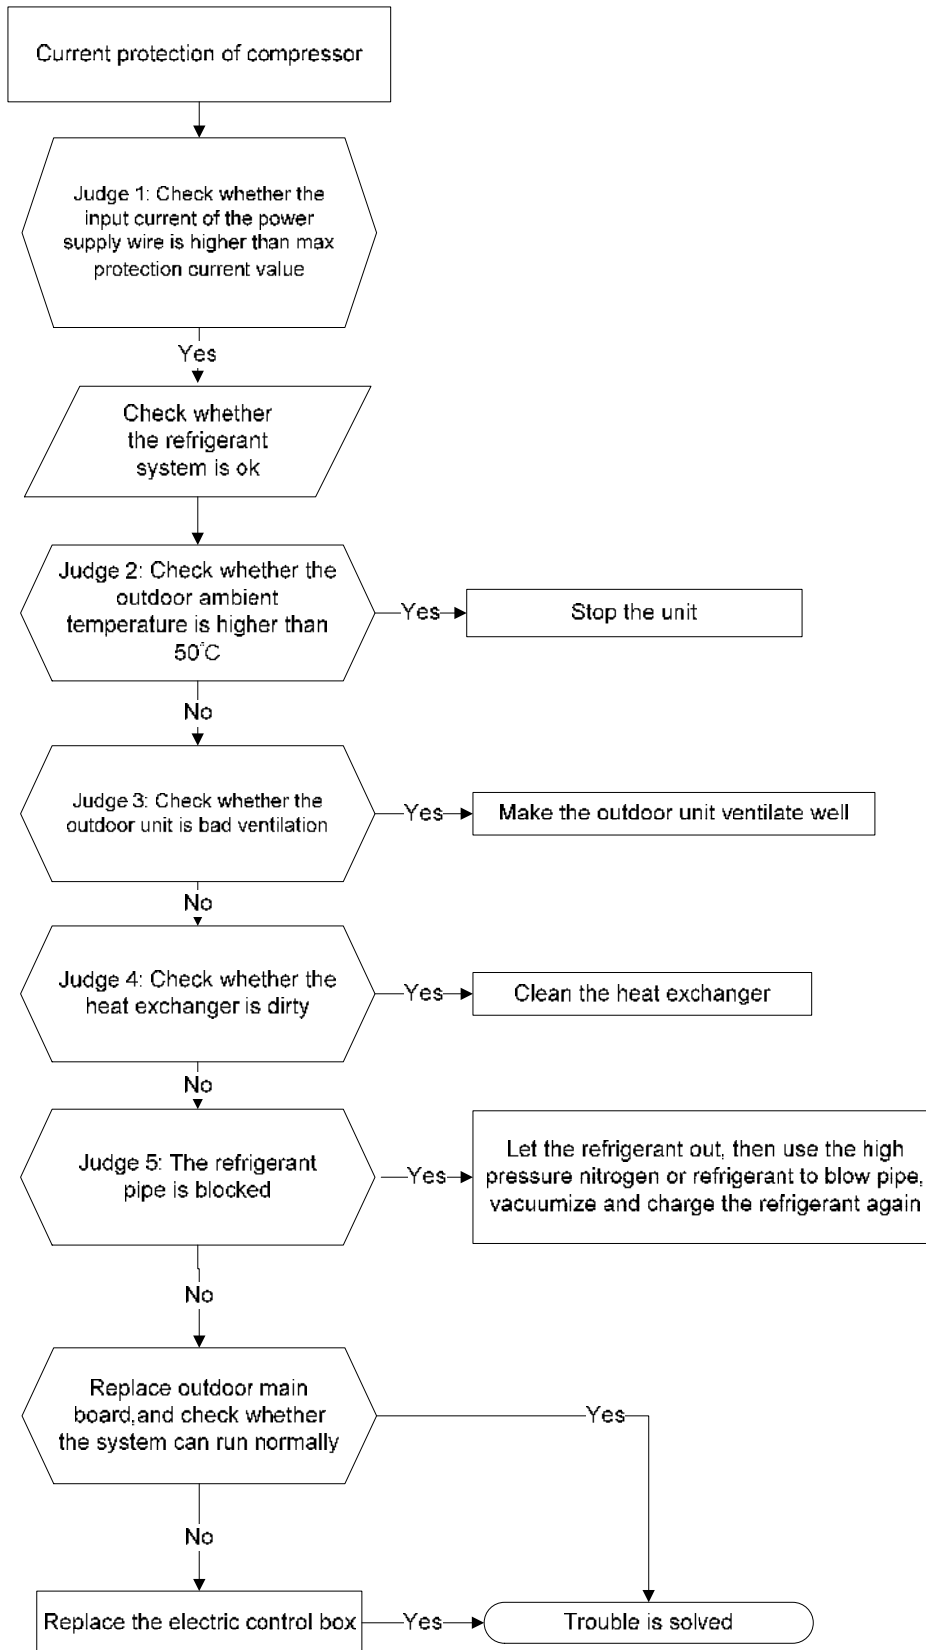 Current protection of compressor
Judge 1: Check whether the
input current of the power
supply wire is higher than max
protection current value
Yes
Check whether
the refrigerant
system is ok
Judge 2: Check whether the
outdoor ambient
temperature is higher than
50°C
Yes
Stop the unit
No
Judge 3: Check whether the
outdoor unit is bad ventilation
Yes
Make the outdoor unit ventilate well
No
Judge 4: Check whether the
heat exchanger is dirty
Yes
Clean the heat exchanger
No
Judge 5: The refrigerant
pipe is blocked
Yes
Let the refrigerant out, then use the high
pressure nitrogen or refrigerant to blow pipe,
vacuumize and charge the refrigerant again
No
Replace outdoor main
board,and check whether
the system can run normally
Yes
No
Replace the electric control box
Yes
Trouble is solved